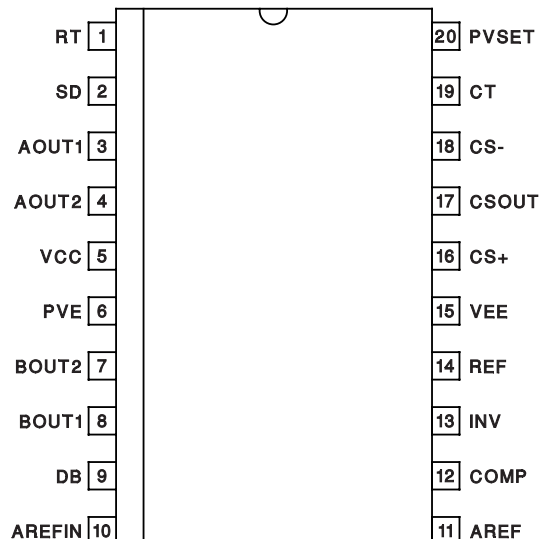 RT 1
20 PVSET
SD 2
19 CT
AOUT1 3
18 CS-
AOUT2 4
17 CSOUT
VCC 5
16 CS+
PVE 6
15 VEE
BOUT2 7
14 REF
BOUT1 8
13 INV
DB 9
12 COMP
AREFIN 10
11 AREF